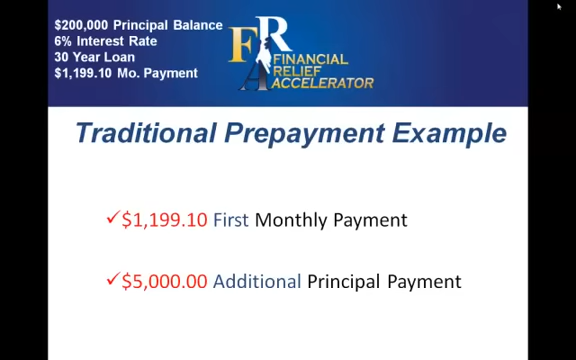 $200,000 Principal Balance
6% Interest Rate
30 Year Loan
$1,199.10 Mo. Payment
FRA
FINANCIAL
RELIEF
ACCELERATOR
Traditional Prepayment Example
✓$1,199.10 First Monthly Payment
✓$5,000.00 Additional Principal Payment